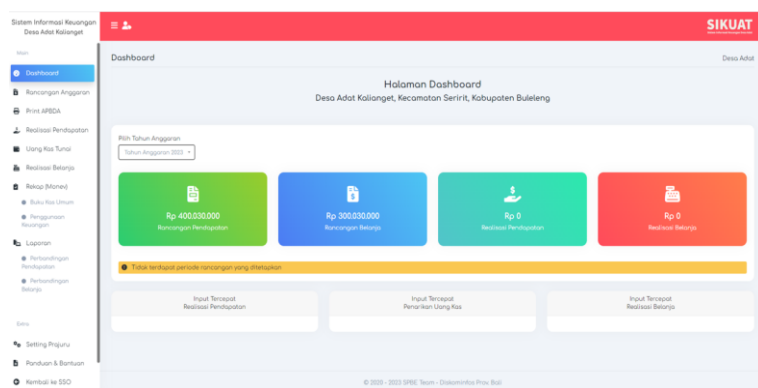 Sistem Informasi Keuangan
Desa Adat Kalianget
SIKUAT
Main
Dashboard
Rancangan Anggaran
Print APBDA
Realisasi Pendapatan
Uang Kas Tunai
Realisasi Belanja
Rekap (Monev)
Buku Kas Umum
Penggunaan
Keuangan
Laporan
Perbandingan
Pendapatan
Perbandingan
Belanja
Extra
Setting Prajuru
Panduan & Bantuan
Kembali ke SSO
Dashboard
Desa Adat
Halaman Dashboard
Desa Adat Kalianget, Kecamatan Seririt, Kabupaten Buleleng
Pilih Tahun Anggaran
Tahun Anggaran 2023
Rp 400.030.000
Rancangan Pendapatan
Rp 300.030.000
Rancangan Belanja
Rp 0
Realisasi Pendapatan
Rp 0
Realisasi Belanja
Tidak terdapat periode rancangan yang ditetapkan
Input Tercepat
Realisasi Pendapatan
Input Tercepat
Penarikan Uang Kas
Input Tercepat
Realisasi Belanja
© 2020 - 2023 SPBE Team - Diskominfos Prov. Bali